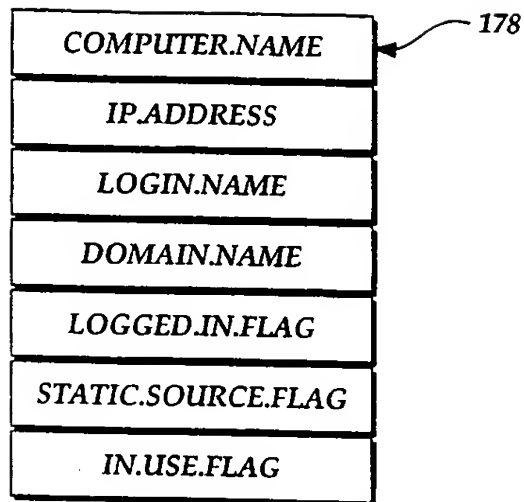 COMPUTER.NAME
178
IP.ADDRESS
LOGIN.NAME
DOMAIN.NAME
LOGGED.IN.FLAG
STATIC.SOURCE.FLAG
IN.USE.FLAG